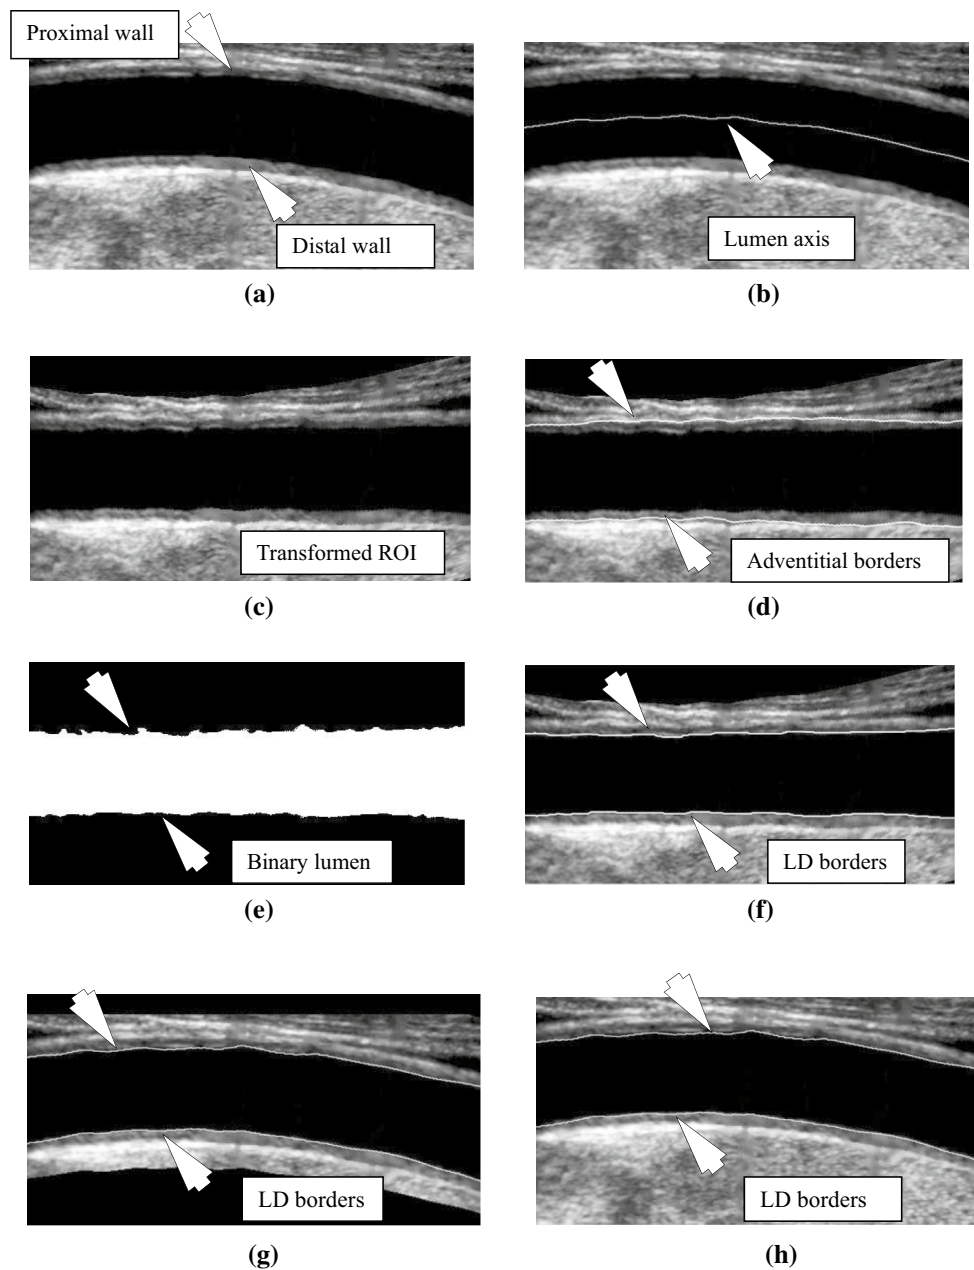 Proximal wall
Distal wall
(a)
Lumen axis
(b)
Transformed ROI
(c)
Adventitial borders
(d)
Binary lumen
(e)
LD borders
(f)
LD borders
(g)
LD borders
(h)